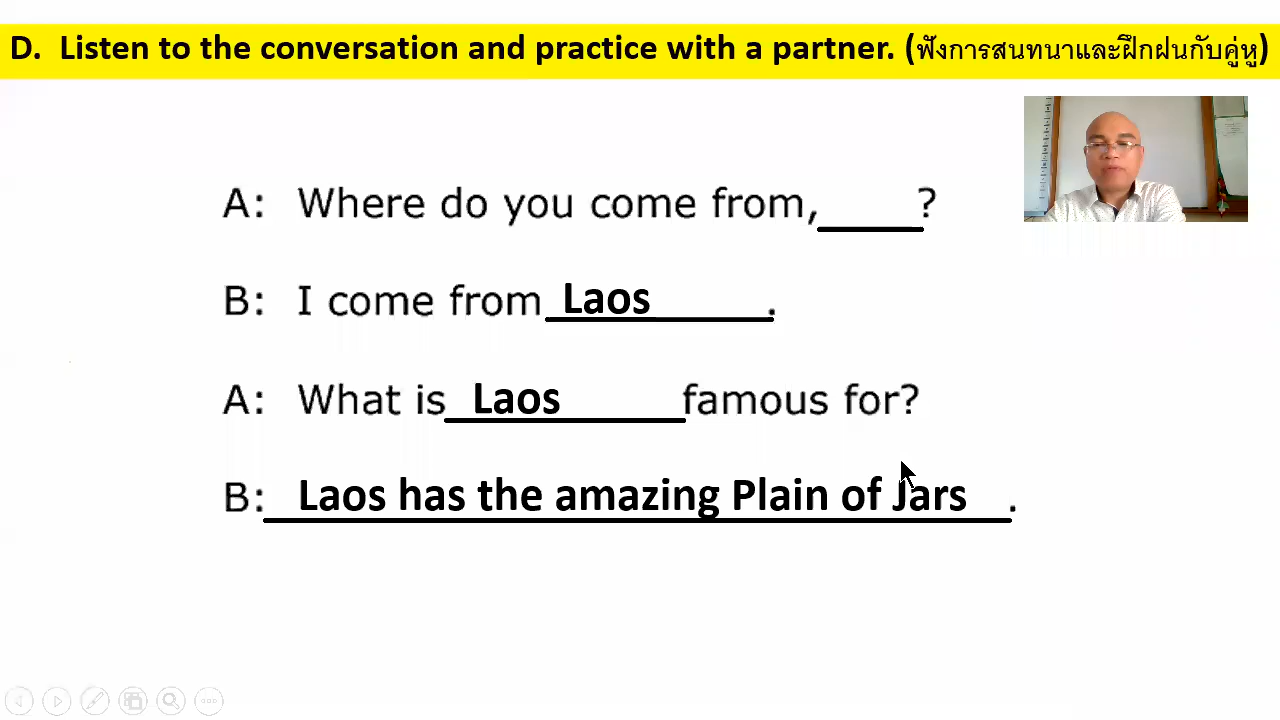 D. Listen to the conversation and practice with a partner. (ฟังการสนทนาและฝึกฝนกับคู่หู)
A: Where do you come from,_____?
B: I come from Laos .
A: What is Laos famous for?
B: Laos has the amazing Plain of Jars .